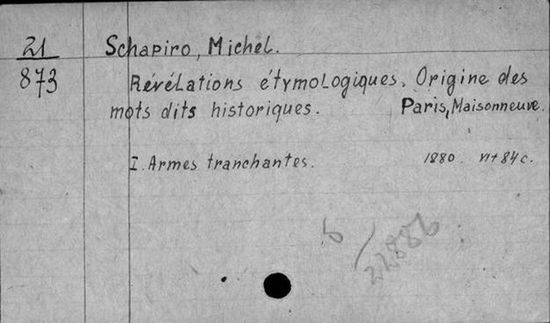 21
873
Schapiro, Michel.
Révélations étymologiques. Origine des
mots dits historiques. Paris, Maisonneuve.
I. Armes tranchantes. 1880. VI+84 c.